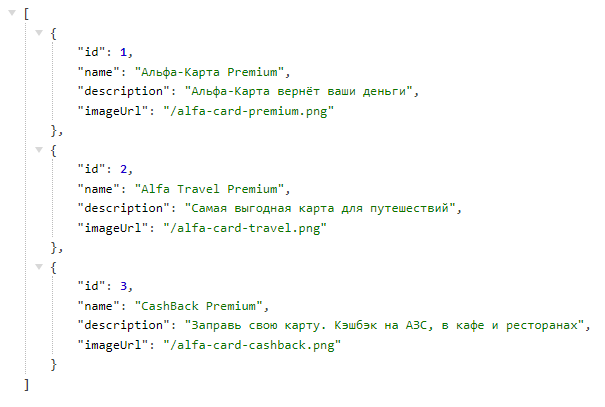 [
{
"id": 1,
"name": "Альфа-Карта Premium",
"description": "Альфа-Карта вернёт ваши деньги",
"imageUrl": "/alfa-card-premium.png"
},
{
"id": 2,
"name": "Alfa Travel Premium",
"description": "Самая выгодная карта для путешествий",
"imageUrl": "/alfa-card-travel.png"
},
{
"id": 3,
"name": "CashBack Premium",
"description": "Заправь свою карту. Кэшбэк на АЗС, в кафе и ресторанах",
"imageUrl": "/alfa-card-cashback.png"
}
]